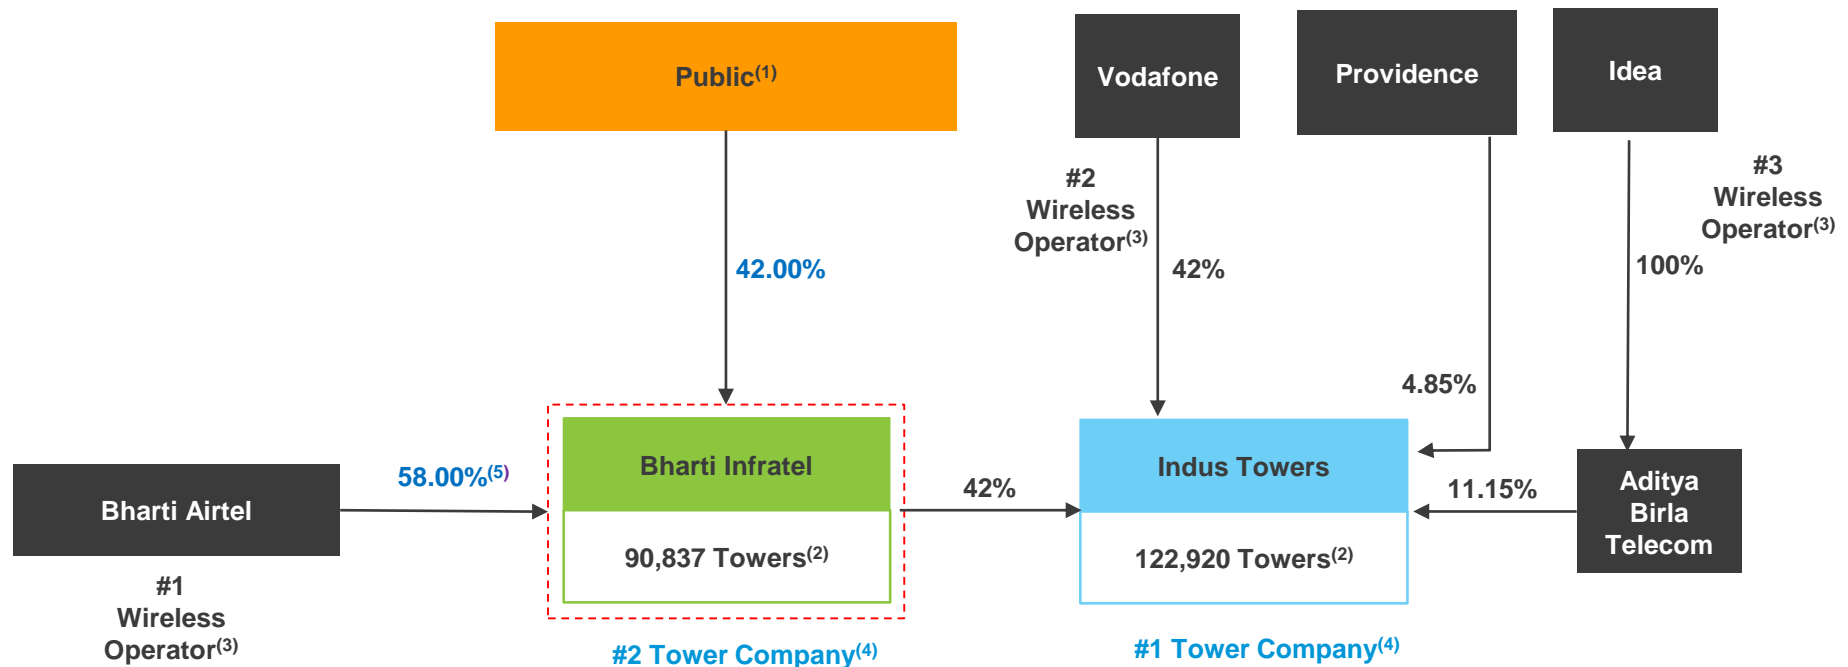 Public(1)
Vodafone
Providence
Idea
#2
Wireless
Operator(3)
#3
Wireless
Operator(3)
42.00%
42%
100%
4.85%
Bharti Airtel
58.00%(5)
Bharti Infratel
90,837 Towers(2)
42%
Indus Towers
122,920 Towers(2)
11.15%
Aditya
Birla
Telecom
#1
Wireless
Operator(3)
#2 Tower Company(4)
#1 Tower Company(4)